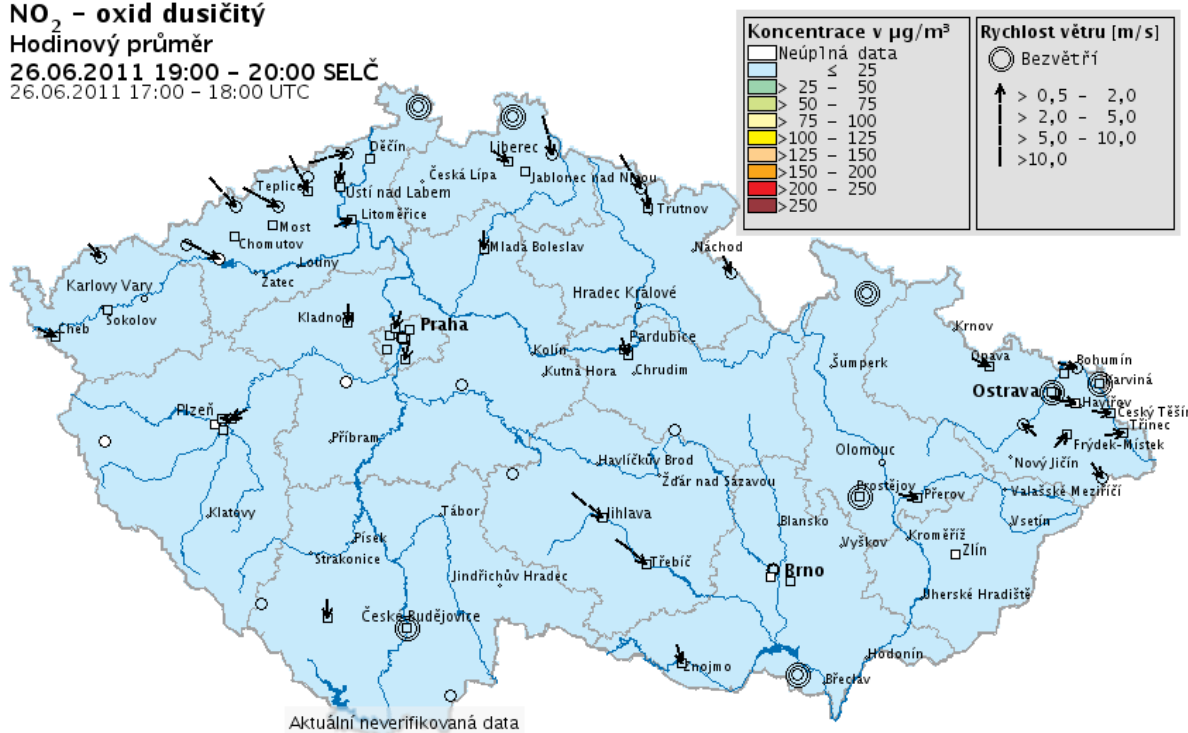 NO2 – oxid dusičitý
Hodinový průměr
26.06.2011 19:00 – 20:00 SELČ
26.06.2011 17:00 – 18:00 UTC
Koncentrace v µg/m³
Neúplná data
≤ 25
> 25 – 50
> 50 – 75
> 75 – 100
>100 – 125
>125 – 150
>150 – 200
>200 – 250
>250
Rychlost větru [m/s]
Bezvětří
> 0,5 – 2,0
> 2,0 – 5,0
> 5,0 – 10,0
>10,0
Děčín
Liberec
Teplice
Česká Lípa
Jablonec nad Nisou
Ústí nad Labem
Litoměřice
Trutnov
Most
Chomutov
Mladá Boleslav
Náchod
Louny
Žatec
Karlovy Vary
Hradec Králové
Sokolov
Kladno
Praha
Cheb
Krnov
Pardubice
Kolín
Opava
Bohumín
Kutná Hora
Chrudim
Šumperk
Karviná
Ostrava
Havířov
Plzeň
Český Těšín
Třinec
Příbram
Frýdek-Místek
Olomouc
Havlíčkův Brod
Nový Jičín
Žďár nad Sázavou
Prostějov
Přerov
Valašské Meziříčí
Klatovy
Tábor
Jihlava
Blansko
Vsetín
Písek
Vyškov
Kroměříž
Strakonice
Třebíč
Zlín
Jindřichův Hradec
Brno
Uherské Hradiště
České Budějovice
Znojmo
Hodonín
Břeclav
Aktuální neverifikovaná data